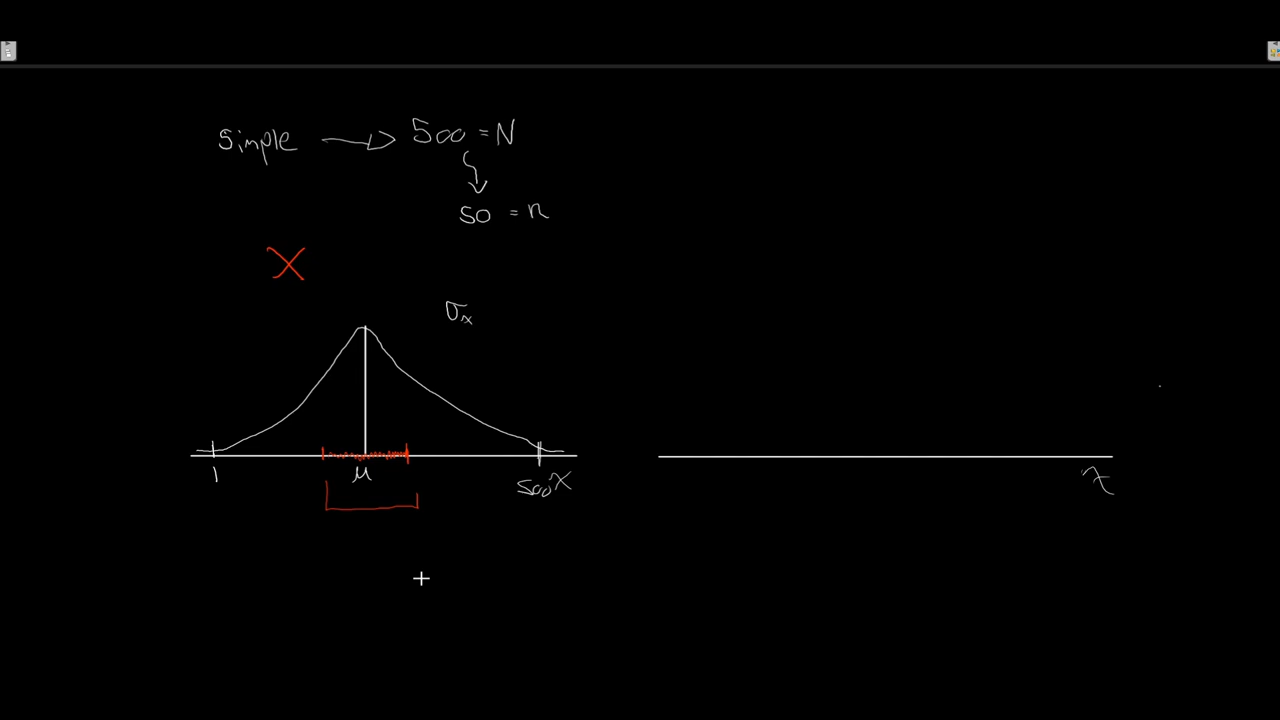 Simple → 500 = N
50 = n
X
σx
1
μ
500
x
x